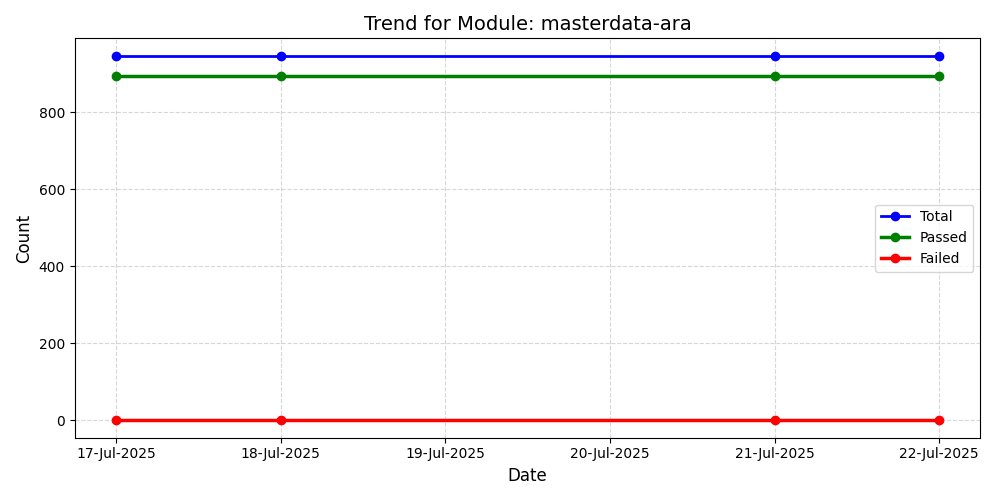 Trend for Module: masterdata-ara
Count
800
600
400
200
0
Total
Passed
Failed
17-Jul-2025
18-Jul-2025
19-Jul-2025
20-Jul-2025
21-Jul-2025
22-Jul-2025
Date